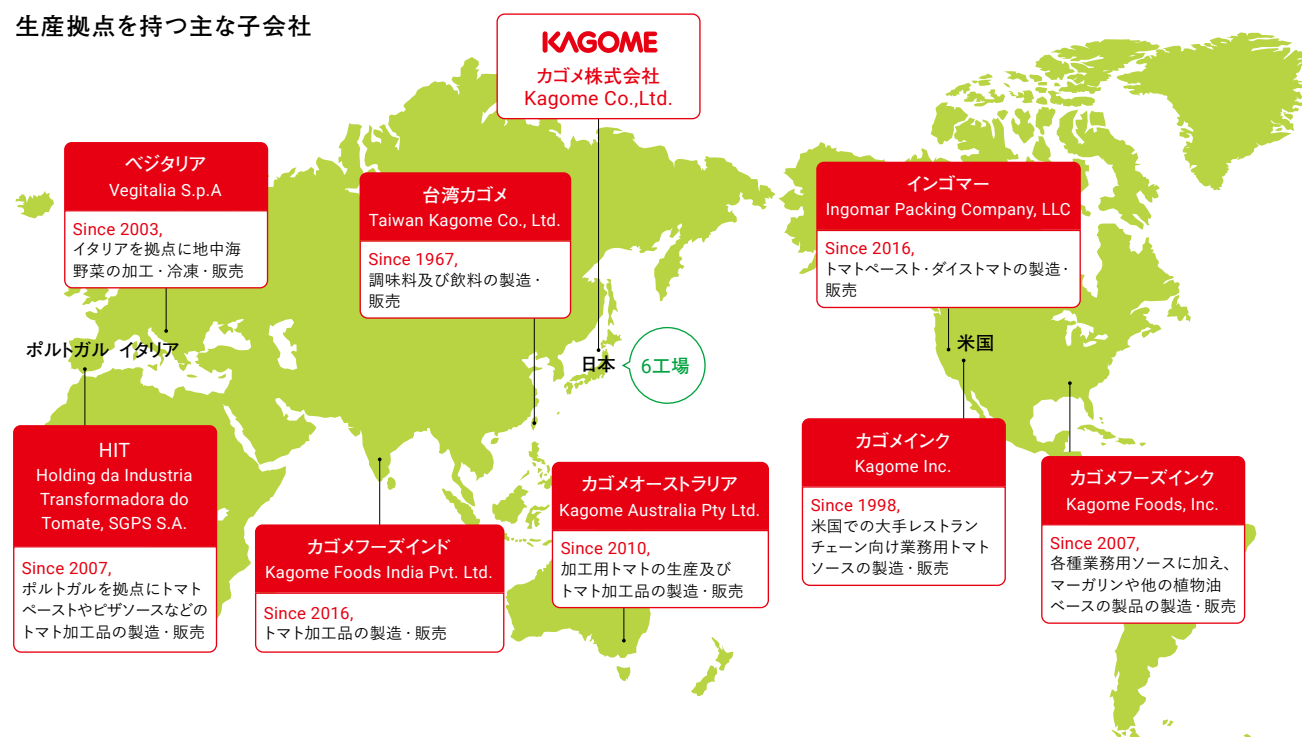 生産拠点を持つ主な子会社
KAGOME
カゴメ株式会社
Kagome Co.,Ltd.
ベジタリア
Vegitalia S.p.A
Since 2003,
イタリアを拠点に地中海
野菜の加工・冷凍・販売
台湾カゴメ
Taiwan Kagome Co., Ltd.
Since 1967,
調味料及び飲料の製造・
販売
インゴマー
Ingomar Packing Company, LLC
Since 2016,
トマトペースト・ダイストマトの製造・
販売
ポルトガル
イタリア
日本
6工場
米国
HIT
Holding da Industria
Transformadora do
Tomate, SGPS S.A.
Since 2007,
ポルトガルを拠点にトマト
ペーストやピザソースなどの
トマト加工品の製造・販売
カゴメフーズインド
Kagome Foods India Pvt. Ltd.
Since 2016,
トマト加工品の製造・販売
カゴメオーストラリア
Kagome Australia Pty Ltd.
Since 2010,
加工用トマトの生産及び
トマト加工品の製造・販売
カゴメインク
Kagome Inc.
Since 1998,
米国での大手レストラン
チェーン向け業務用トマト
ソースの製造・販売
カゴメフーズインク
Kagome Foods, Inc.
Since 2007,
各種業務用ソースに加え、
マーガリンや他の植物油
ベースの製品の製造・販売